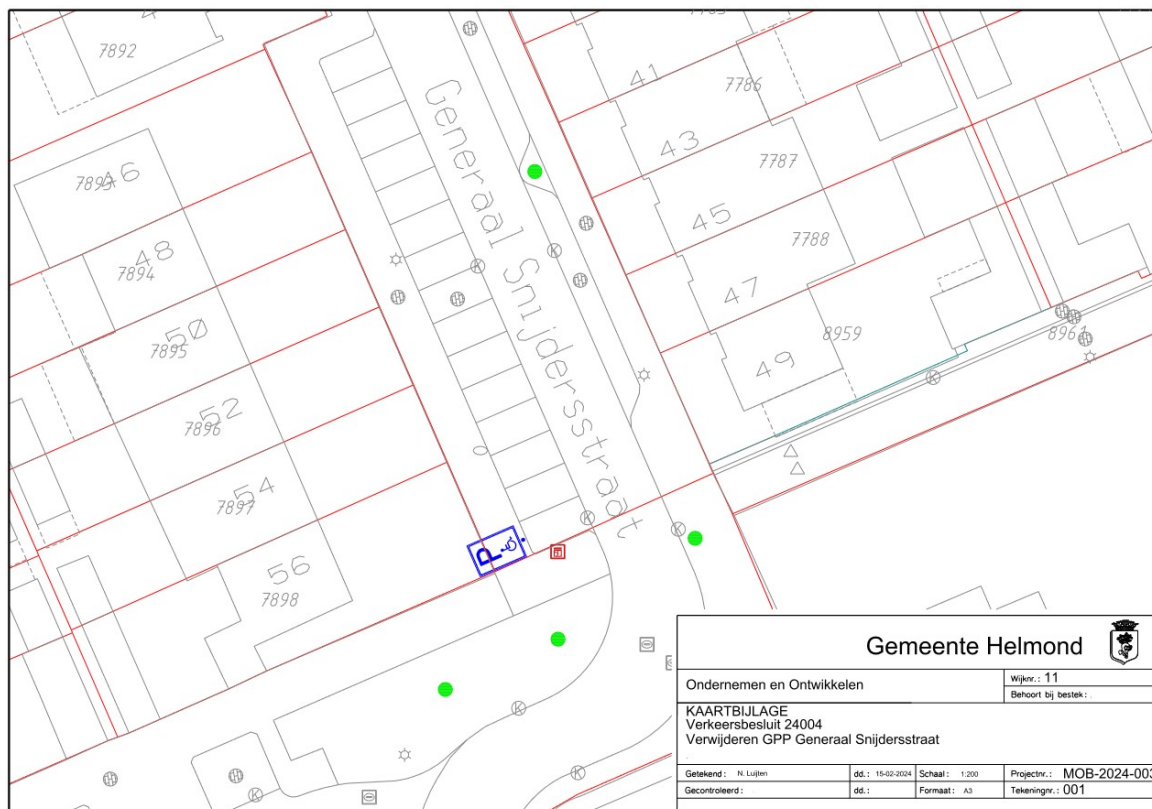 7892
41
7786
Generaal Snijdersstraat
43
7787
7893
46
45
7788
48
7894
47
50
7895
8959
8961
49
52
7896
54
7897
P
56
7898
K
K
K
K
K
K
K
K
Gemeente Helmond
Ondernemen en Ontwikkelen
Wijknr.: 11
Behoort bij bestek:
KAARTBIJLAGE
Verkeersbesluit 24004
Verwijderen GPP Generaal Snijdersstraat
Getekend: N. Luijten
dd.: 15-02-2024
Schaal: 1:200
Projectnr.: MOB-2024-003
Gecontroleerd:
dd.:
Formaat: A3
Tekeningnr.: 001